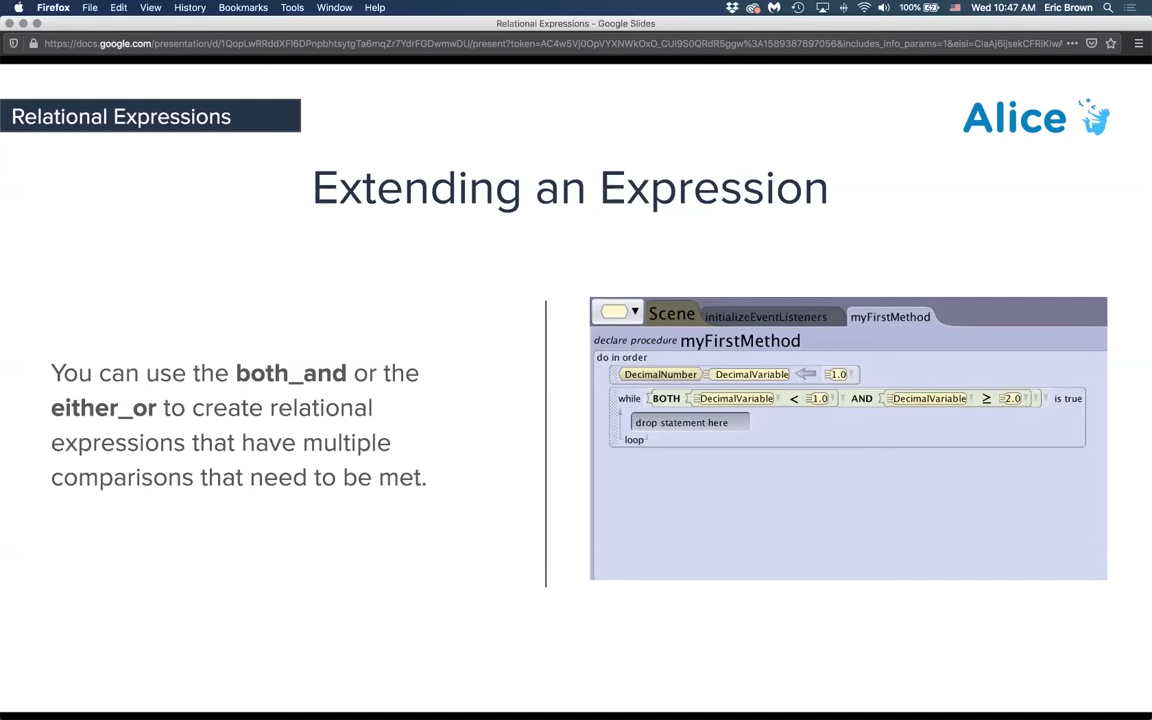 Firefox File Edit View History Bookmarks Tools Window Help 100% Wed 10:47 AM Eric Brown
Relational Expressions - Google Slides
Relational Expressions
Alice
Extending an Expression
You can use the both_and or the
either_or to create relational
expressions that have multiple
comparisons that need to be met.
Scene initializeEventListeners myFirstMethod
declare procedure myFirstMethod
do in order
DecimalNumber DecimalVariable 1.0
while BOTH DecimalVariable < 1.0 AND DecimalVariable ≥ 2.0 is true
drop statement here
loop